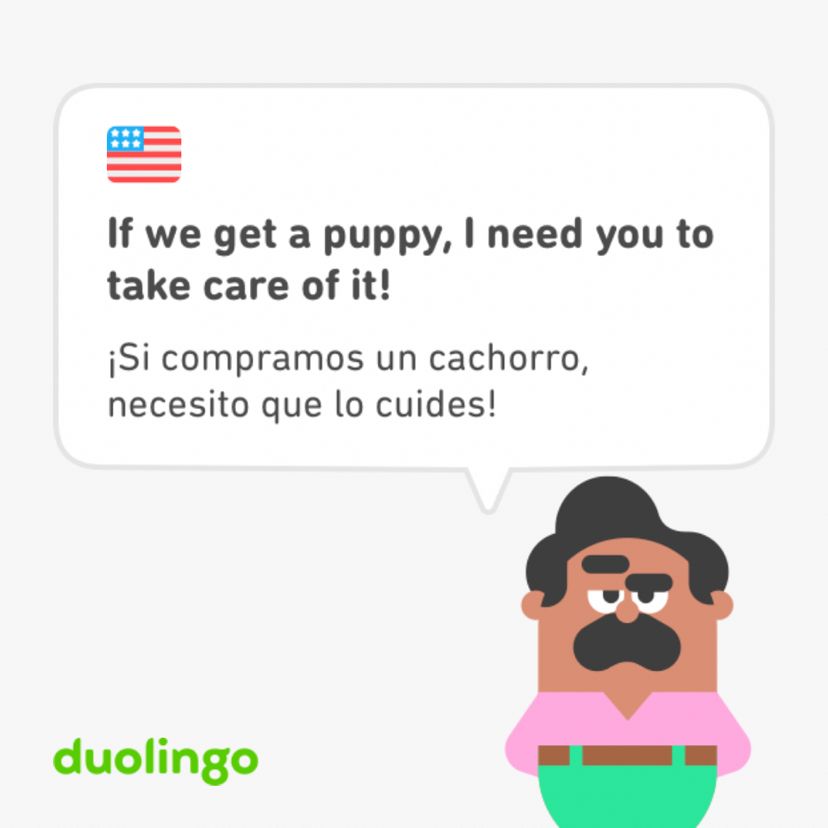 If we get a puppy, I need you to
take care of it!
¡Si compramos un cachorro,
necesito que lo cuides!
duolingo